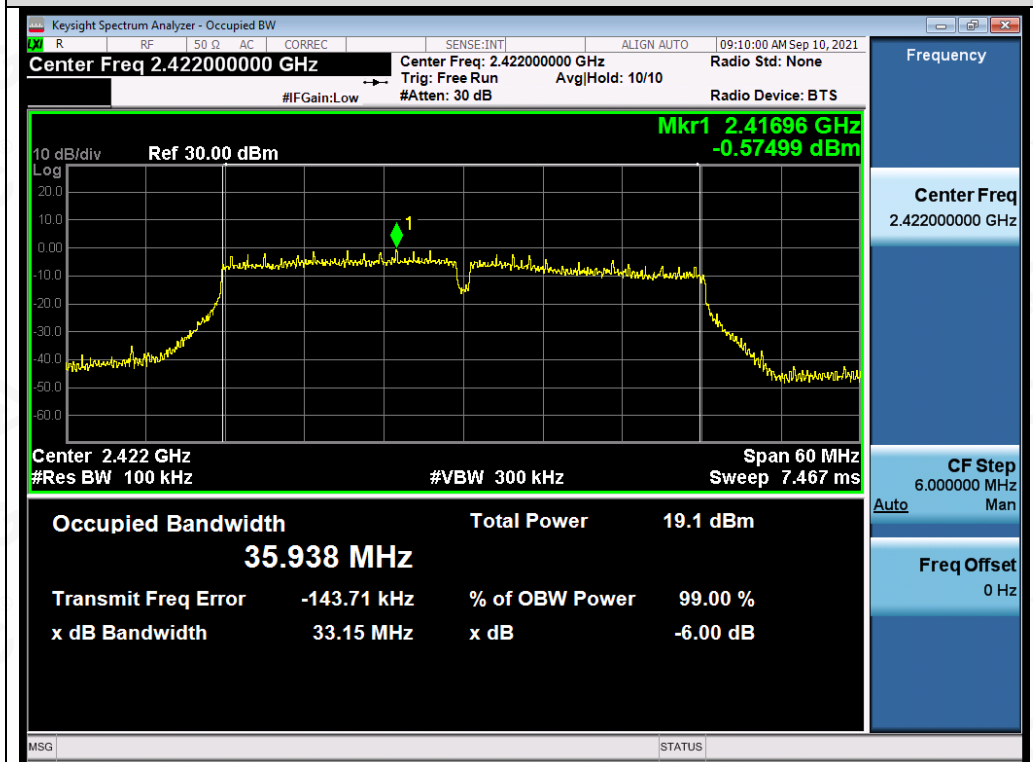 Keysight Spectrum Analyzer - Occupied BW
LXI R RF 50 Ω AC CORREC SENSE:INT ALIGN AUTO 09:10:00 AM Sep 10, 2021
Center Freq 2.422000000 GHz
Center Freq: 2.422000000 GHz
Radio Std: None
Trig: Free Run Avg|Hold: 10/10
#IFGain:Low
#Atten: 30 dB
Radio Device: BTS
Frequency
Mkr1 2.41696 GHz
-0.57499 dBm
10 dB/div Ref 30.00 dBm
Log
20.0
10.0
0.00
-10.0
-20.0
-30.0
-40.0
-50.0
-60.0
1
Center 2.422 GHz
Span 60 MHz
#Res BW 100 kHz
#VBW 300 kHz
Sweep 7.467 ms
Occupied Bandwidth
35.938 MHz
Total Power 19.1 dBm
Transmit Freq Error -143.71 kHz
% of OBW Power 99.00 %
x dB Bandwidth 33.15 MHz
x dB -6.00 dB
Center Freq
2.422000000 GHz
CF Step
6.000000 MHz
Auto Man
Freq Offset
0 Hz
MSG
STATUS